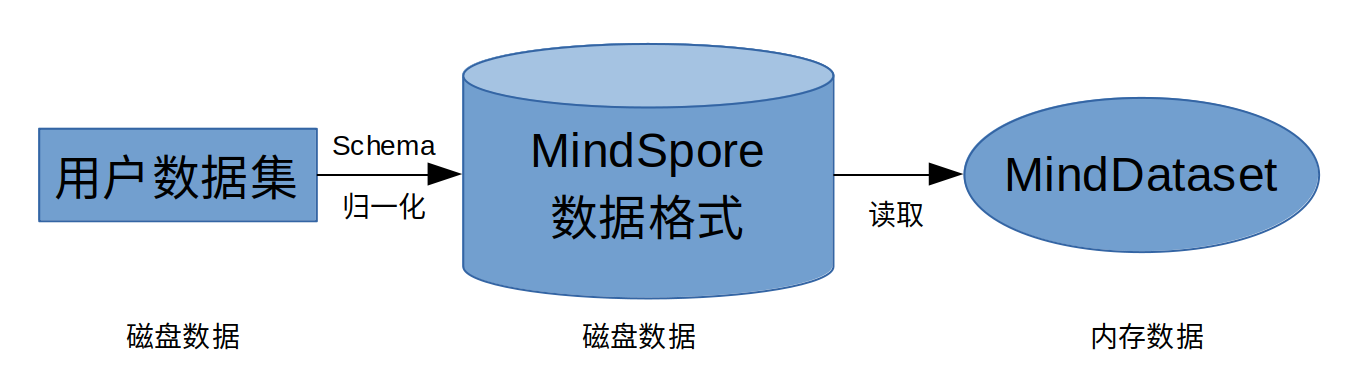 用户数据集
Schema
归一化
MindSpore
数据格式
读取
MindDataset
磁盘数据
磁盘数据
内存数据